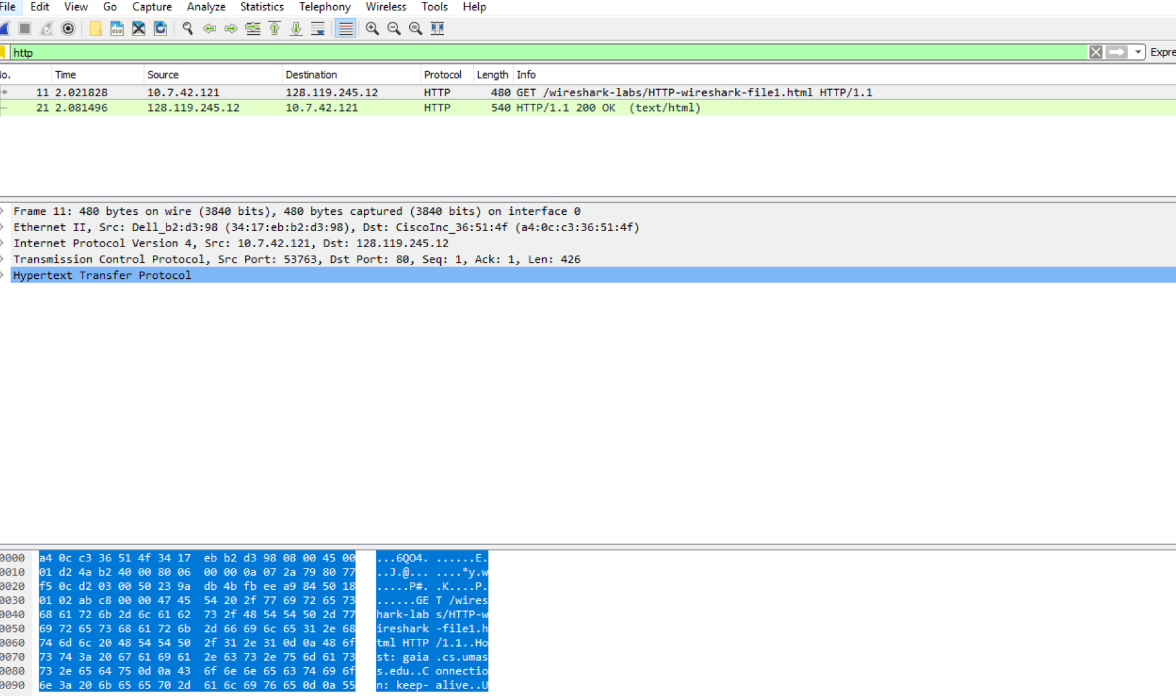 File Edit View Go Capture Analyze Statistics Telephony Wireless Tools Help
http Expre
No. Time Source Destination Protocol Length Info
11 2.021828 10.7.42.121 128.119.245.12 HTTP 480 GET /wireshark-labs/HTTP-wireshark-file1.html HTTP/1.1
21 2.081496 128.119.245.12 10.7.42.121 HTTP 540 HTTP/1.1 200 OK (text/html)
Frame 11: 480 bytes on wire (3840 bits), 480 bytes captured (3840 bits) on interface 0
Ethernet II, Src: Dell_b2:d3:98 (34:17:eb:b2:d3:98), Dst: CiscoInc_36:51:4f (a4:0c:c3:36:51:4f)
Internet Protocol Version 4, Src: 10.7.42.121, Dst: 128.119.245.12
Transmission Control Protocol, Src Port: 53763, Dst Port: 80, Seq: 1, Ack: 1, Len: 426
Hypertext Transfer Protocol
0000 a4 0c c3 36 51 4f 34 17 eb b2 d3 98 08 00 45 00 ...6QO4. ......E.
0010 01 d2 4a b2 40 00 80 06 00 00 0a 07 2a 79 80 77 ..J.@... ....*y.w
0020 f5 0c d2 03 00 50 23 9a db 4b fb ee a9 84 50 18 .....P#. .K....P.
0030 01 02 ab c8 00 00 47 45 54 20 2f 77 69 72 65 73 ......GE T /wires
0040 68 61 72 6b 2d 6c 61 62 73 2f 48 54 54 50 2d 77 hark-lab s/HTTP-w
0050 69 72 65 73 68 61 72 6b 2d 66 69 6c 65 31 2e 68 ireshark -file1.h
0060 74 6d 6c 20 48 54 54 50 2f 31 2e 31 0d 0a 48 6f tml HTTP /1.1..Ho
0070 73 74 3a 20 67 61 69 61 2e 63 73 2e 75 6d 61 73 st: gaia .cs.umas
0080 73 2e 65 64 75 0d 0a 43 6f 6e 6e 65 63 74 69 6f s.edu..C onnectio
0090 6e 3a 20 6b 65 65 70 2d 61 6c 69 76 65 0d 0a 55 n: keep- alive..U